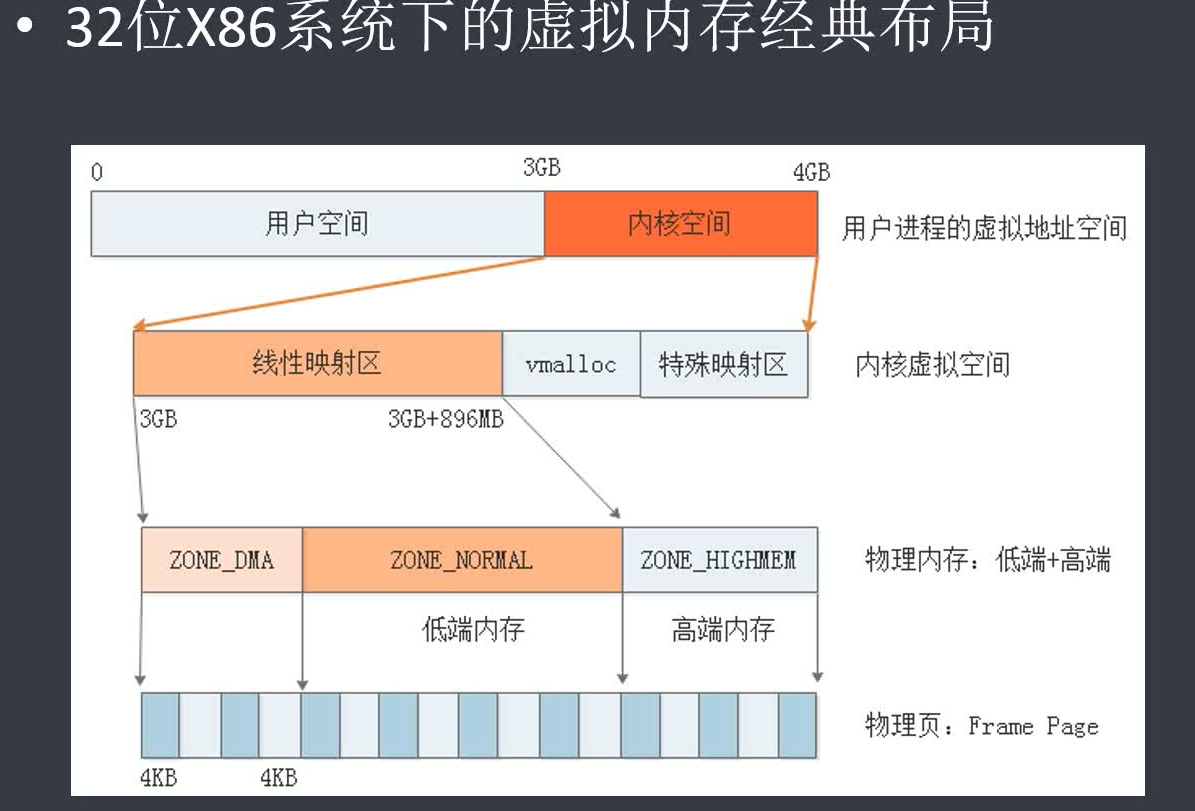 • 32位X86系统下的虚拟内存经典布局
0 3GB 4GB
用户空间 内核空间 用户进程的虚拟地址空间
线性映射区 vmalloc 特殊映射区 内核虚拟空间
3GB 3GB+896MB
ZONE_DMA ZONE_NORMAL ZONE_HIGHMEM 物理内存：低端+高端
低端内存 高端内存
物理页：Frame Page
4KB 4KB